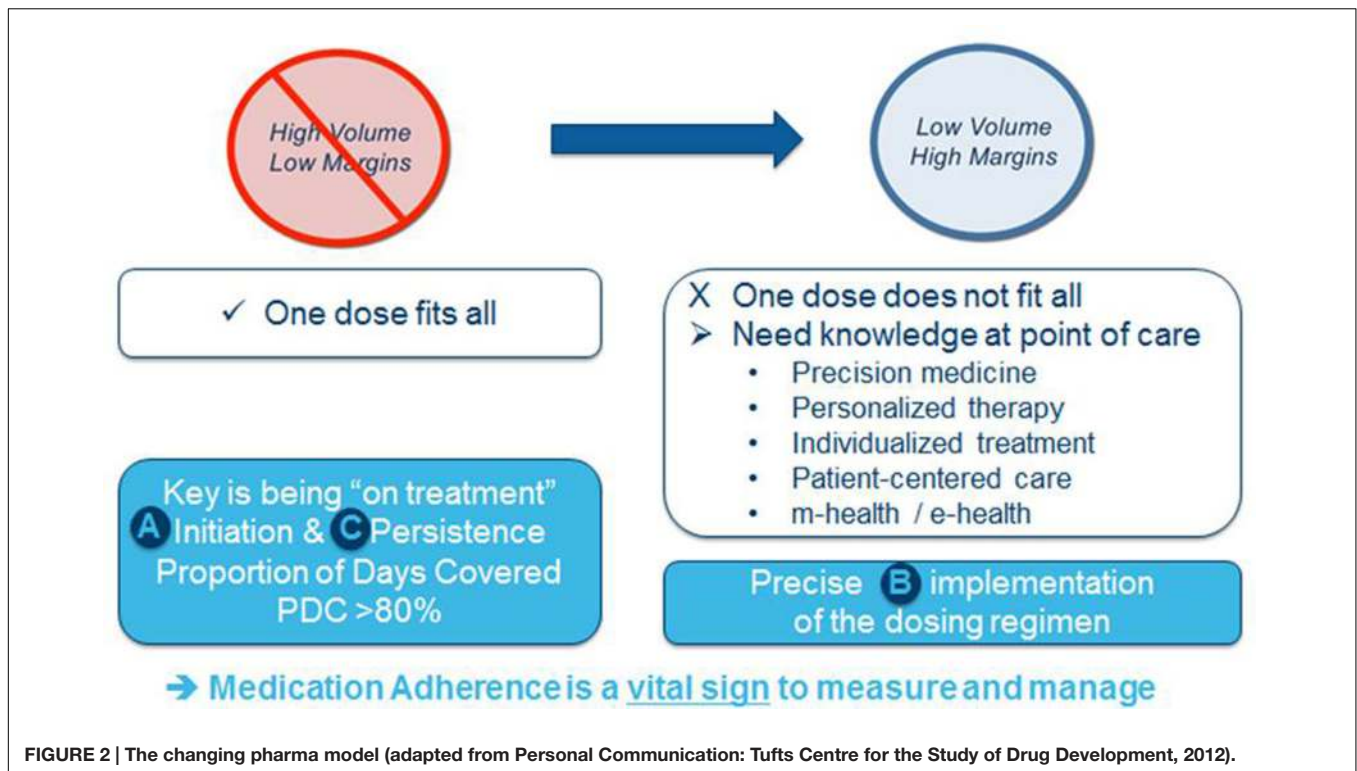 High Volume
Low Margins
Low Volume
High Margins
✓ One dose fits all
X One dose does not fit all
➢ Need knowledge at point of care
• Precision medicine
• Personalized therapy
• Individualized treatment
• Patient-centered care
• m-health / e-health
Key is being “on treatment”
A Initiation & C Persistence
Proportion of Days Covered
PDC >80%
Precise B implementation
of the dosing regimen
➔ Medication Adherence is a vital sign to measure and manage
FIGURE 2 | The changing pharma model (adapted from Personal Communication: Tufts Centre for the Study of Drug Development, 2012).